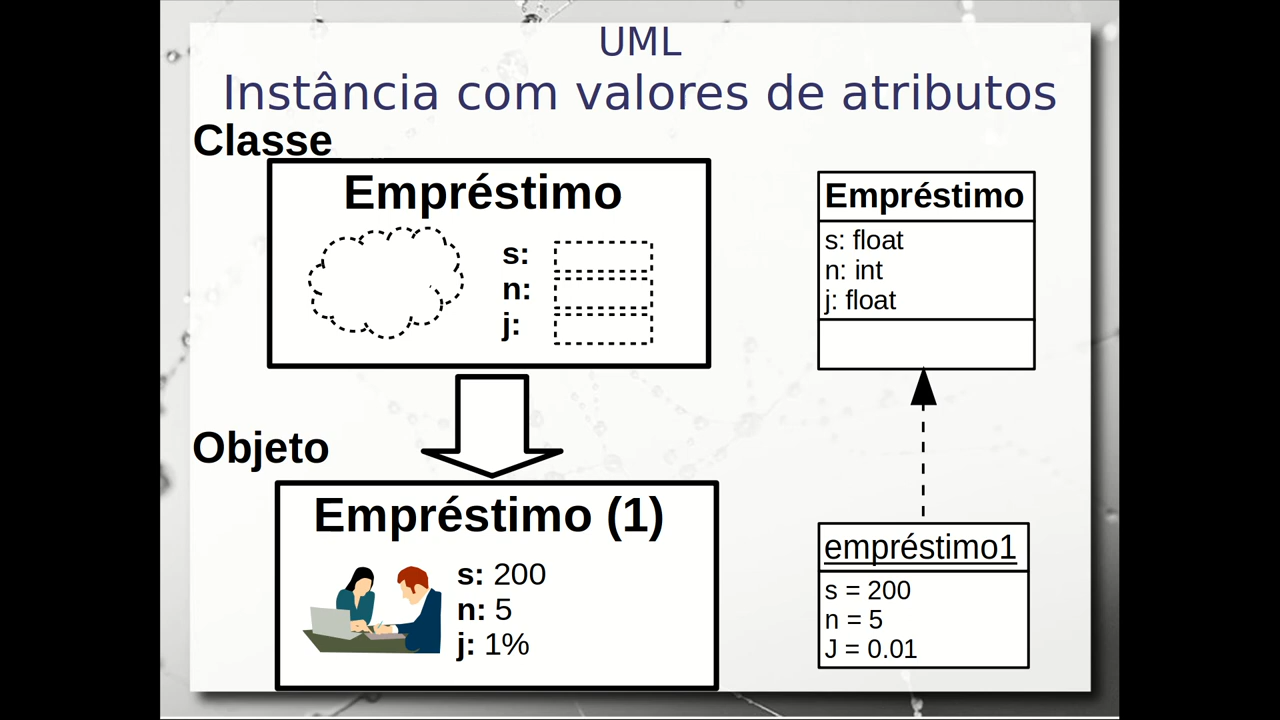 UML
Instância com valores de atributos
Classe
Empréstimo
s:
n:
j:
Empréstimo
s: float
n: int
j: float
Objeto
Empréstimo (1)
s: 200
n: 5
j: 1%
empréstimo1
s = 200
n = 5
J = 0.01